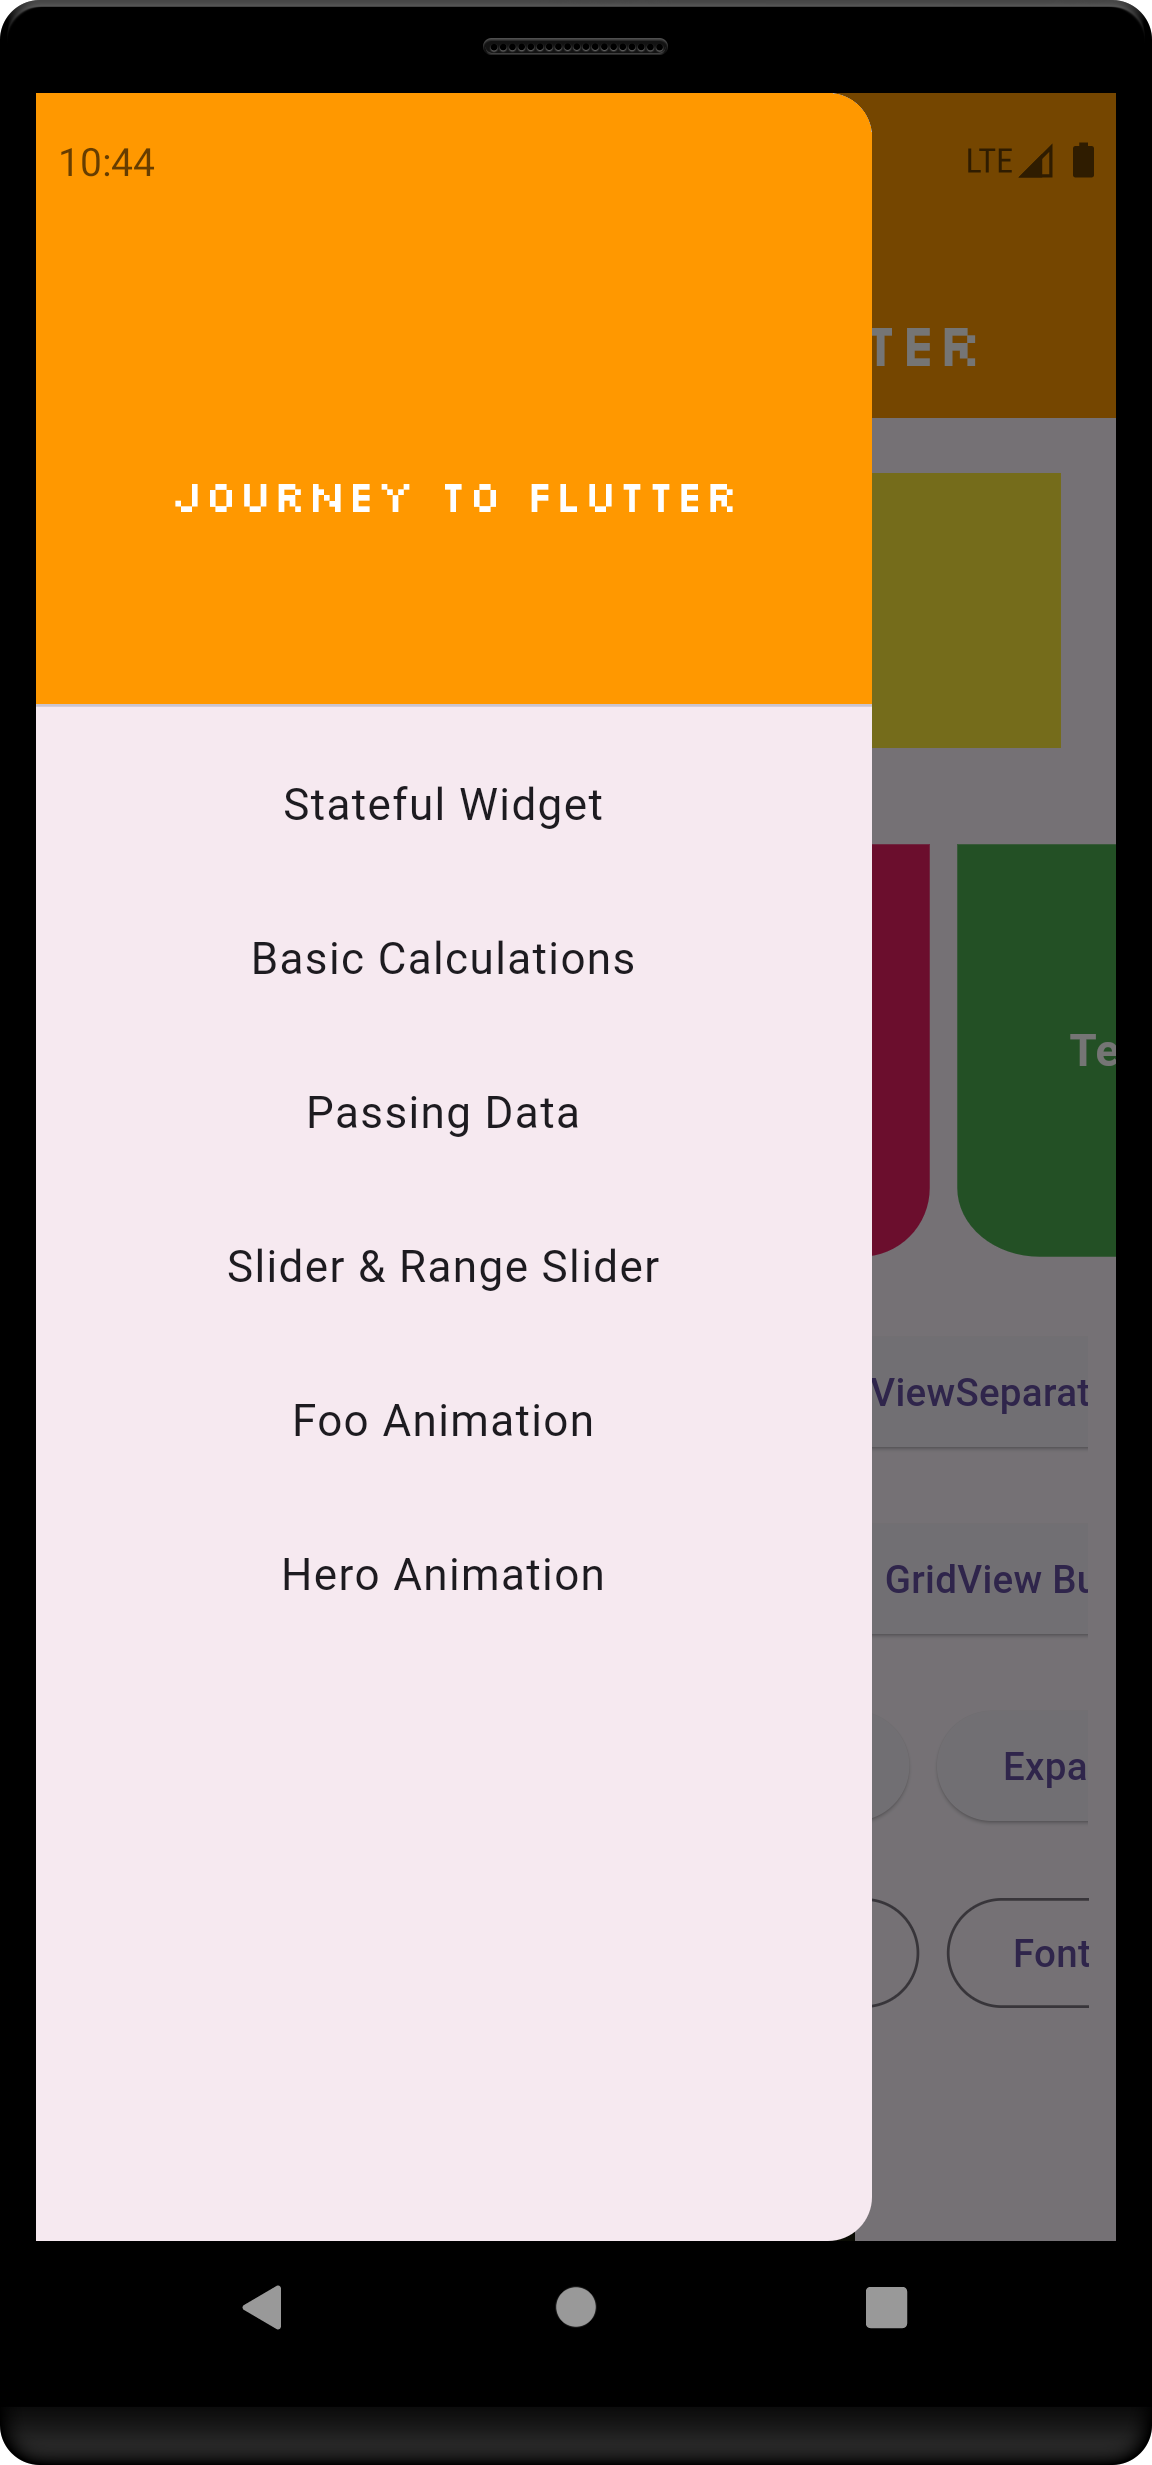 10:44
LTE
TER
JOURNEY TO FLUTTER
Stateful Widget
Basic Calculations
Te
Passing Data
Slider & Range Slider
ViewSeparat
Foo Animation
GridView Bu
Hero Animation
Expa
Font